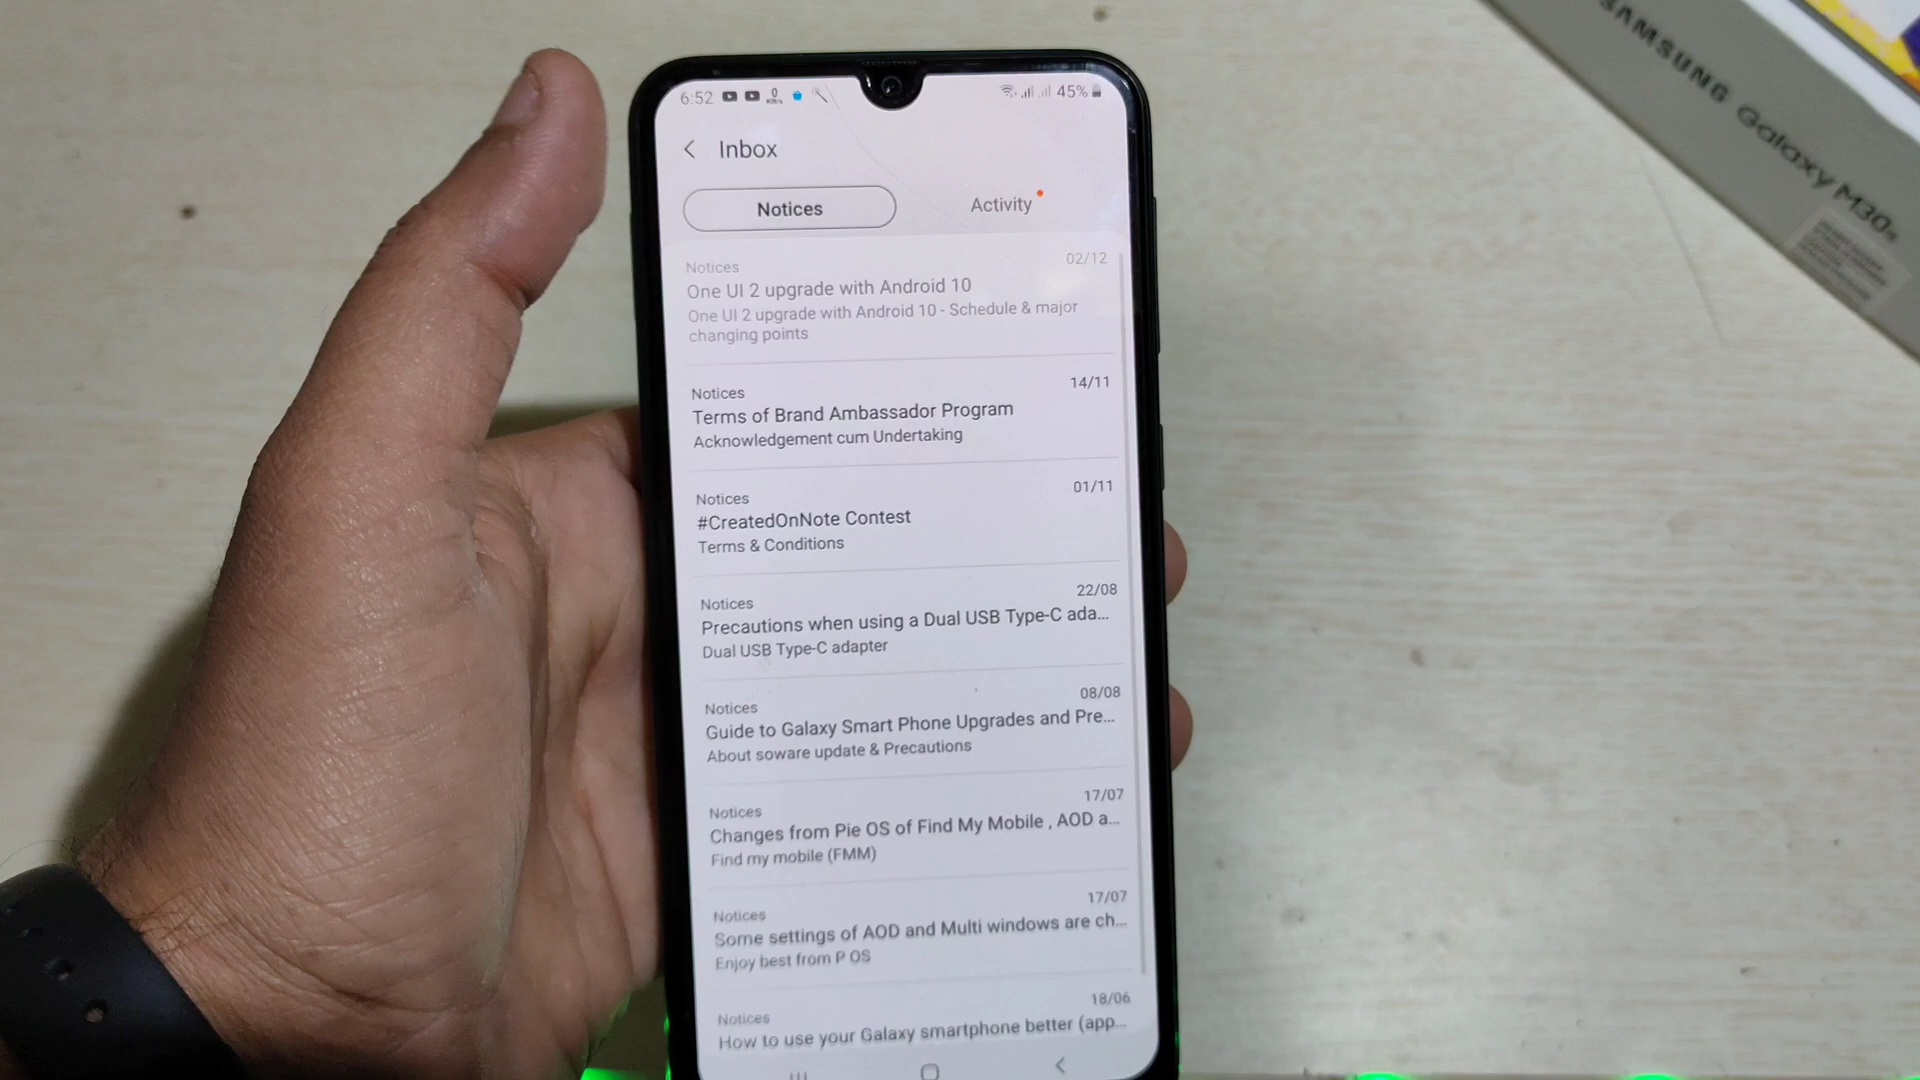 6:52
0
KB/s
45%
Inbox
Notices
Activity
Notices
02/12
One UI 2 upgrade with Android 10
One UI 2 upgrade with Android 10 - Schedule & major
changing points
Notices
14/11
Terms of Brand Ambassador Program
Acknowledgement cum Undertaking
Notices
01/11
#CreatedOnNote Contest
Terms & Conditions
Notices
22/08
Precautions when using a Dual USB Type-C ada...
Dual USB Type-C adapter
Notices
08/08
Guide to Galaxy Smart Phone Upgrades and Pre...
About soware update & Precautions
Notices
17/07
Changes from Pie OS of Find My Mobile , AOD a...
Find my mobile (FMM)
Notices
17/07
Some settings of AOD and Multi windows are ch...
Enjoy best from P OS
Notices
18/06
How to use your Galaxy smartphone better (app...
SAMSUNG Galaxy M30s